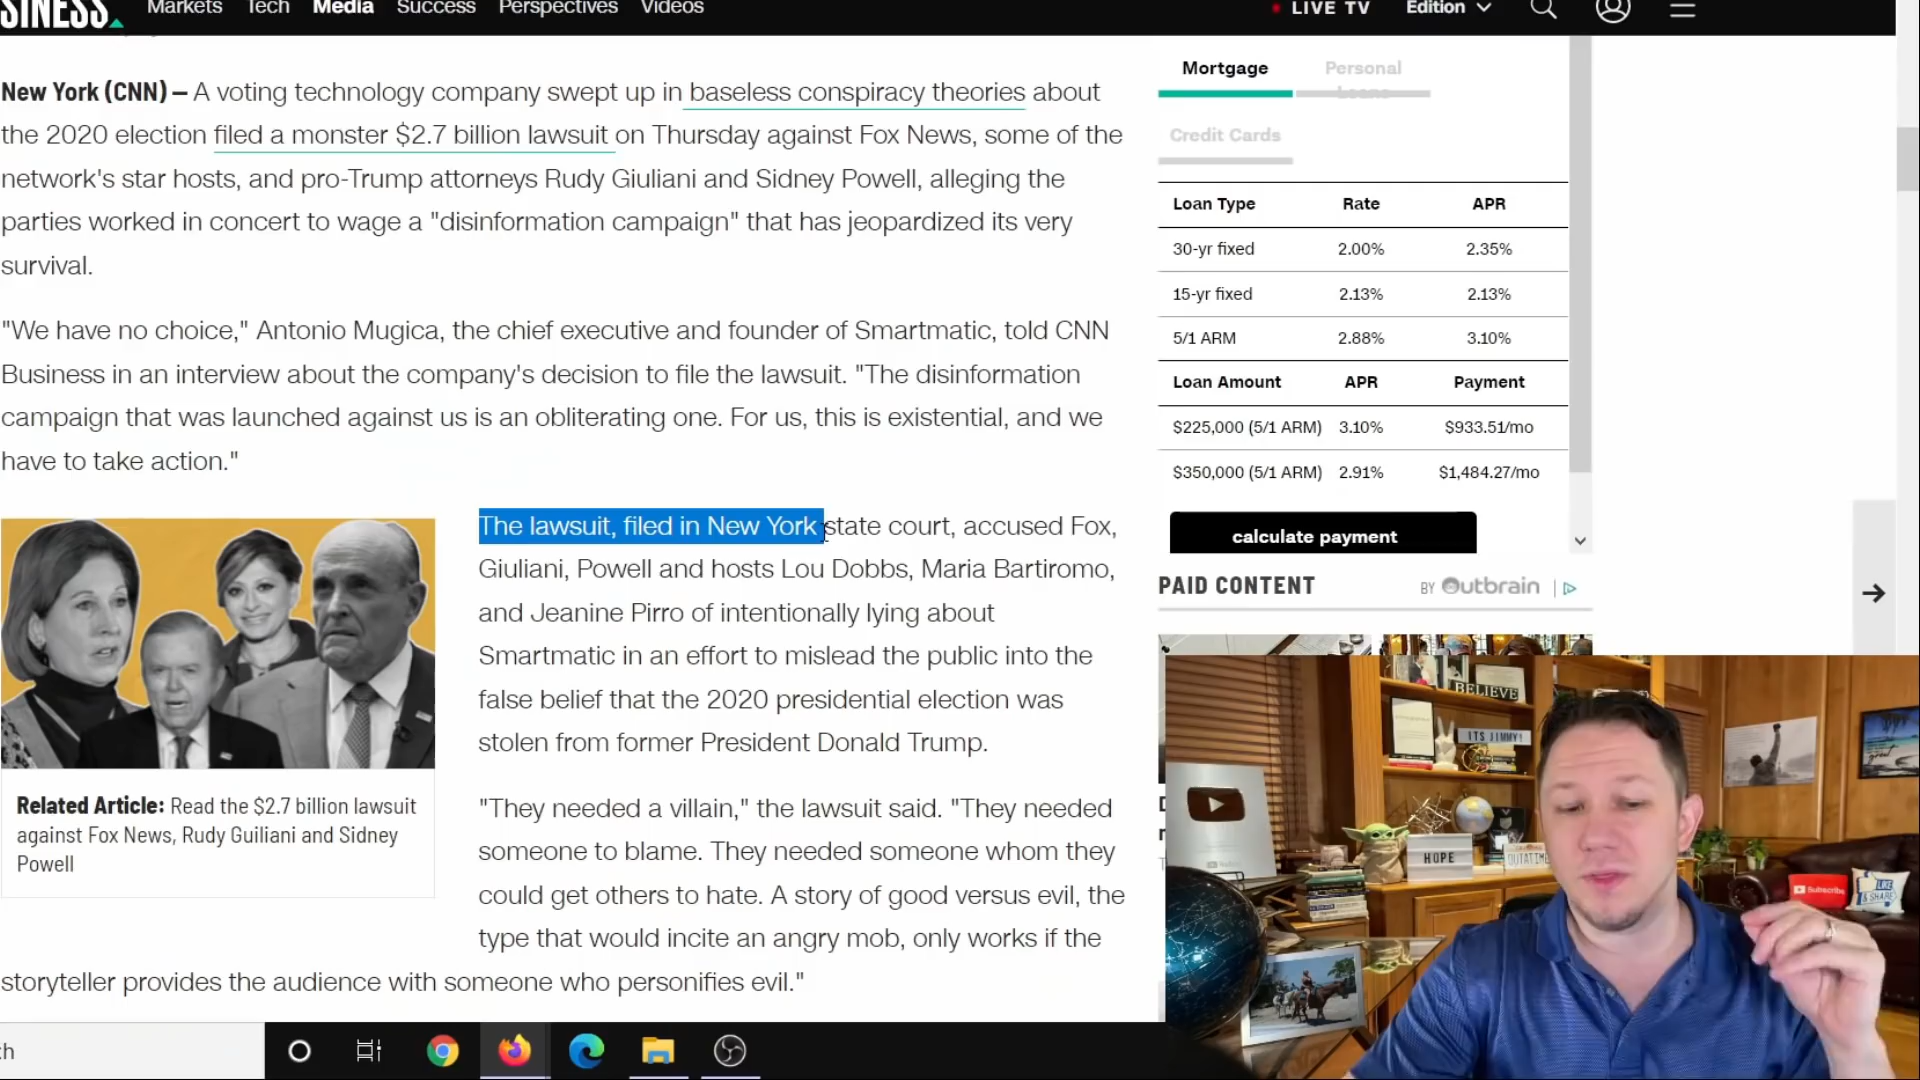 SINESS
Markets Tech Media Success Perspectives Videos
LIVE TV Edition
New York (CNN) — A voting technology company swept up in baseless conspiracy theories about
the 2020 election filed a monster $2.7 billion lawsuit on Thursday against Fox News, some of the
network's star hosts, and pro-Trump attorneys Rudy Giuliani and Sidney Powell, alleging the
parties worked in concert to wage a "disinformation campaign" that has jeopardized its very
survival.
"We have no choice," Antonio Mugica, the chief executive and founder of Smartmatic, told CNN
Business in an interview about the company's decision to file the lawsuit. "The disinformation
campaign that was launched against us is an obliterating one. For us, this is existential, and we
have to take action."
The lawsuit, filed in New York state court, accused Fox,
Giuliani, Powell and hosts Lou Dobbs, Maria Bartiromo,
and Jeanine Pirro of intentionally lying about
Smartmatic in an effort to mislead the public into the
false belief that the 2020 presidential election was
stolen from former President Donald Trump.
Related Article: Read the $2.7 billion lawsuit
against Fox News, Rudy Guiliani and Sidney
Powell
"They needed a villain," the lawsuit said. "They needed
someone to blame. They needed someone whom they
could get others to hate. A story of good versus evil, the
type that would incite an angry mob, only works if the
storyteller provides the audience with someone who personifies evil."
Mortgage Personal
Loans
Credit Cards
Loan Type Rate APR
30-yr fixed 2.00% 2.35%
15-yr fixed 2.13% 2.13%
5/1 ARM 2.88% 3.10%
Loan Amount APR Payment
$225,000 (5/1 ARM) 3.10% $933.51/mo
$350,000 (5/1 ARM) 2.91% $1,484.27/mo
calculate payment
PAID CONTENT BY Outbrain
BELIEVE
ITS JIMMY!
HOPE
OUTATIME
Subscribe
LIKE
& SHARE